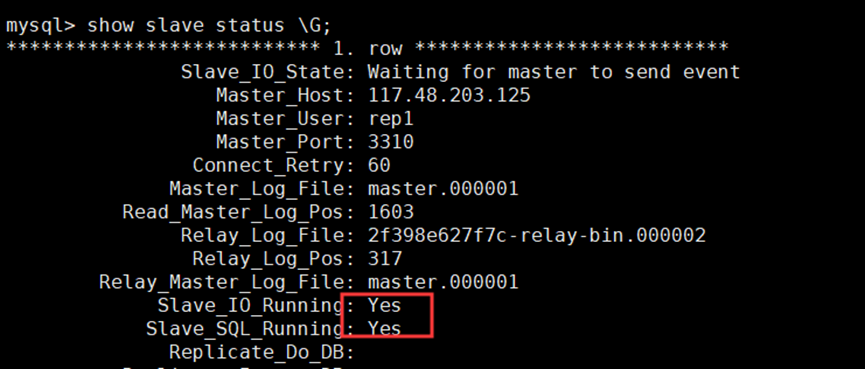 mysql> show slave status \G;
*************************** 1. row ***************************
Slave_IO_State: Waiting for master to send event
Master_Host: 117.48.203.125
Master_User: rep1
Master_Port: 3310
Connect_Retry: 60
Master_Log_File: master.000001
Read_Master_Log_Pos: 1603
Relay_Log_File: 2f398e627f7c-relay-bin.000002
Relay_Log_Pos: 317
Relay_Master_Log_File: master.000001
Slave_IO_Running: Yes
Slave_SQL_Running: Yes
Replicate_Do_DB: